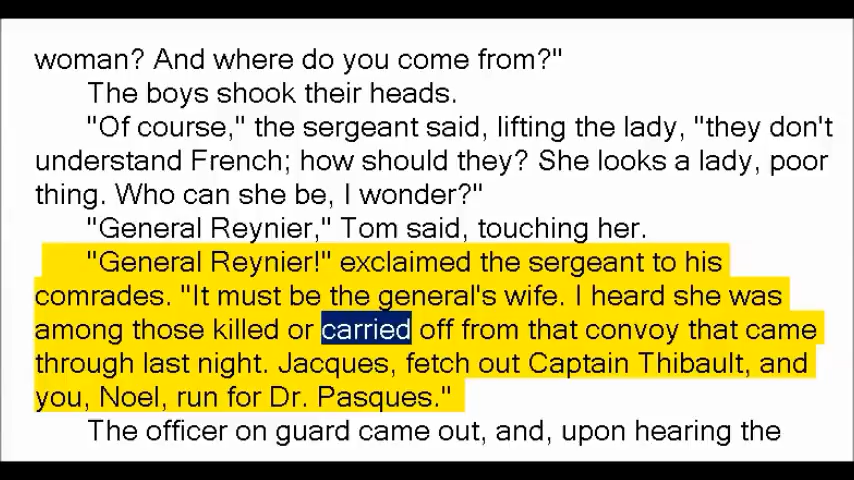 woman? And where do you come from?"
The boys shook their heads.
"Of course," the sergeant said, lifting the lady, "they don't
understand French; how should they? She looks a lady, poor
thing. Who can she be, I wonder?"
"General Reynier," Tom said, touching her.
"General Reynier!" exclaimed the sergeant to his
comrades. "It must be the general's wife. I heard she was
among those killed or carried off from that convoy that came
through last night. Jacques, fetch out Captain Thibault, and
you, Noel, run for Dr. Pasques."
The officer on guard came out, and, upon hearing the